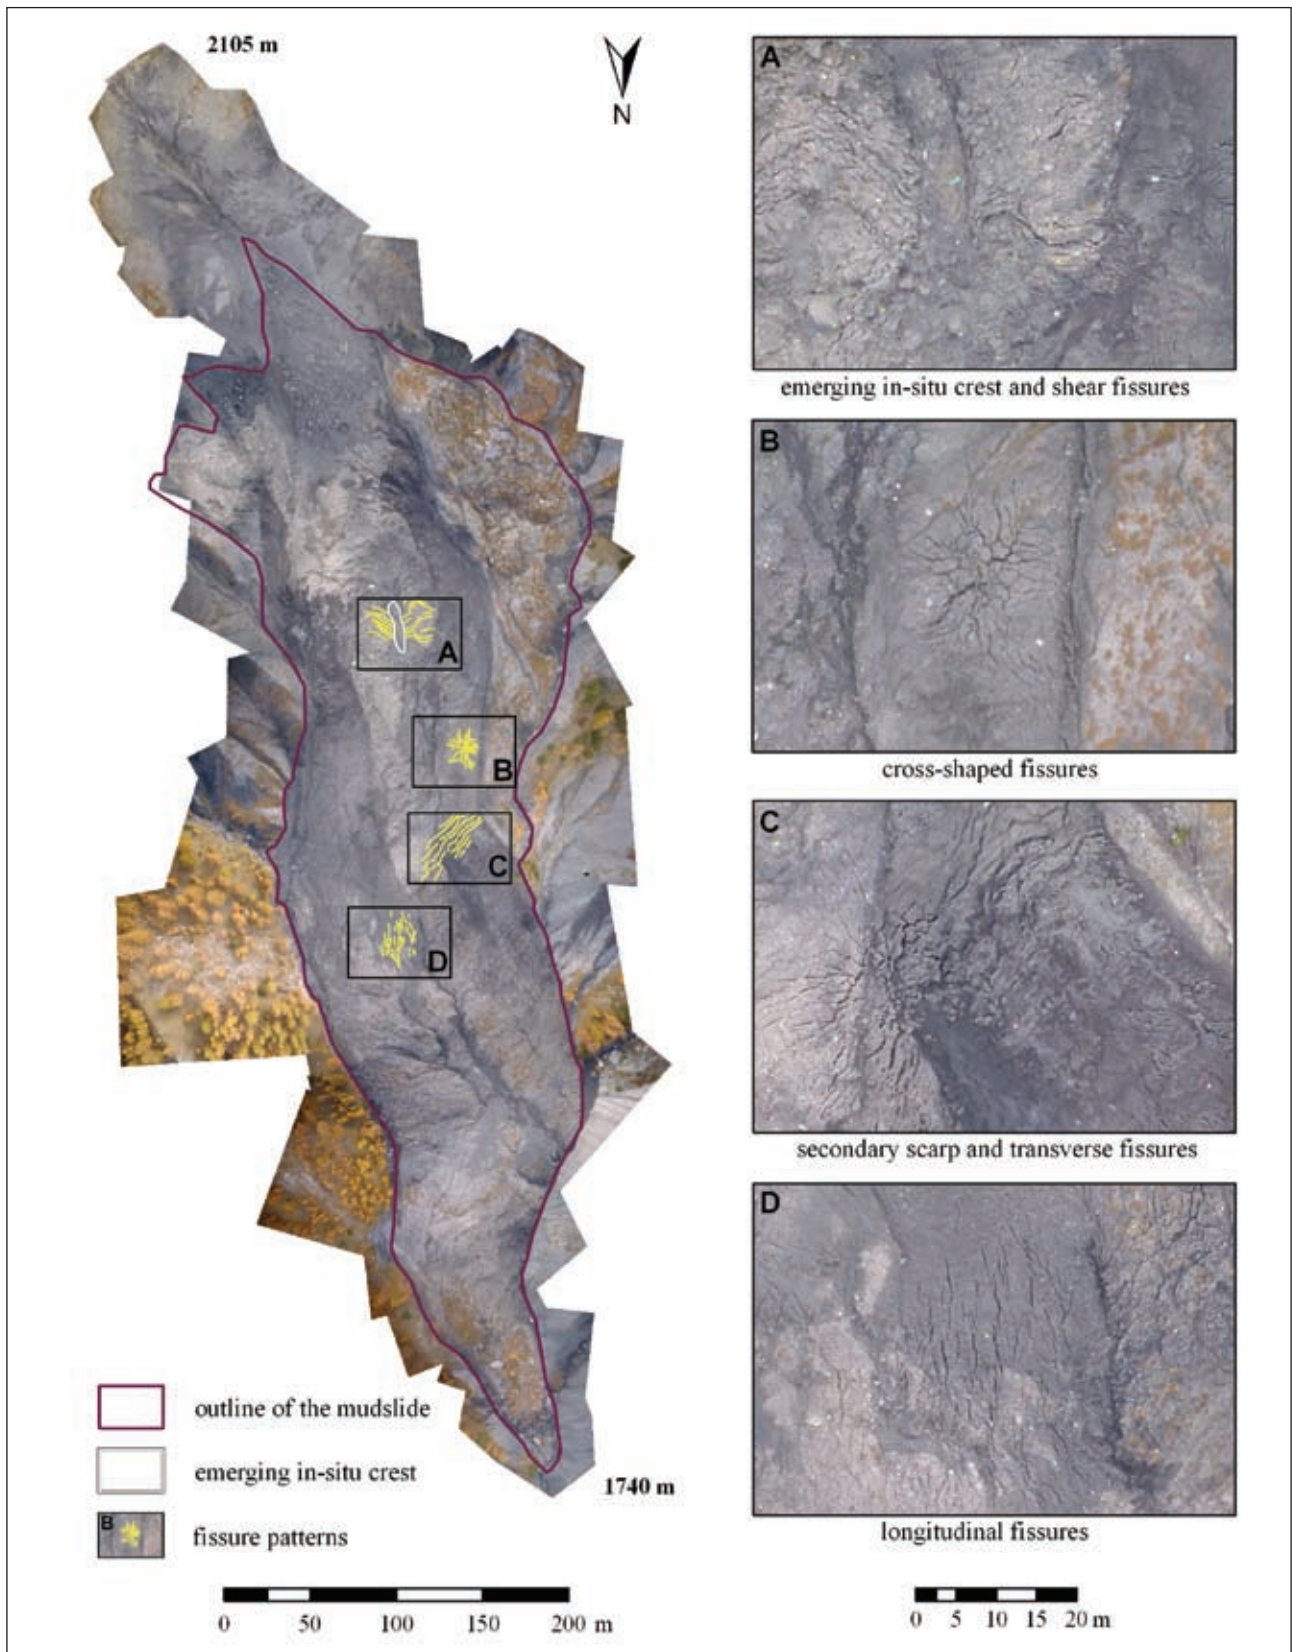 2105 m
N
A
B
C
D
1740 m
outline of the mudslide
emerging in-situ crest
B
fissure patterns
0 50 100 150 200 m
A
emerging in-situ crest and shear fissures
B
cross-shaped fissures
C
secondary scarp and transverse fissures
D
longitudinal fissures
0 5 10 15 20 m